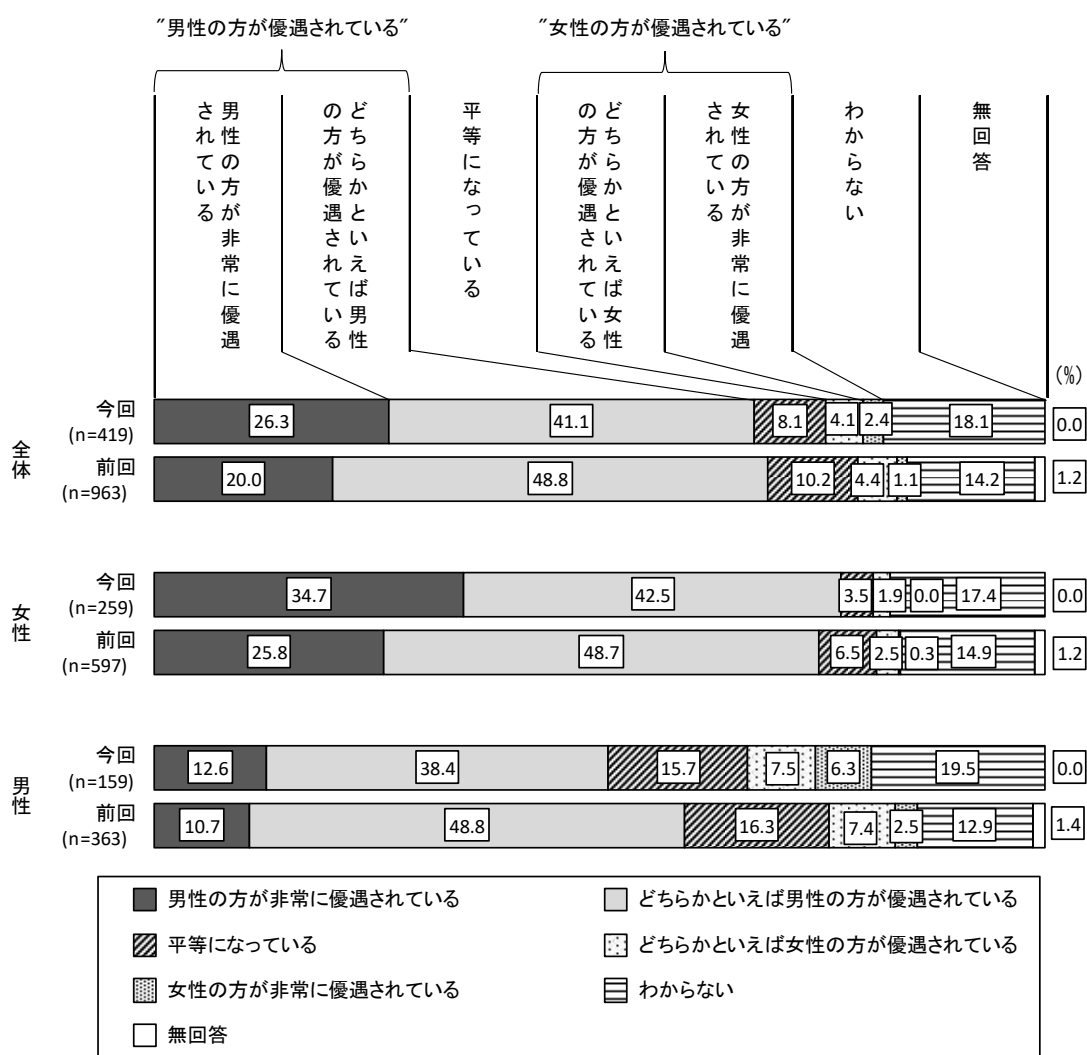 "男性の方が優遇されている"
"女性の方が優遇されている"
男性の方が非常に優遇
されている
どちらかといえば男性
の方が優遇されている
平等になっている
どちらかといえば女性
の方が優遇されている
女性の方が非常に優遇
されている
わからない
無回答
(%)
全体
今回
(n=419)
26.3
41.1
8.1
4.1
2.4
18.1
0.0
前回
(n=963)
20.0
48.8
10.2
4.4
1.1
14.2
1.2
女性
今回
(n=259)
34.7
42.5
3.5
1.9
0.0
17.4
0.0
前回
(n=597)
25.8
48.7
6.5
2.5
0.3
14.9
1.2
男性
今回
(n=159)
12.6
38.4
15.7
7.5
6.3
19.5
0.0
前回
(n=363)
10.7
48.8
16.3
7.4
2.5
12.9
1.4
男性の方が非常に優遇されている
どちらかといえば男性の方が優遇されている
平等になっている
どちらかといえば女性の方が優遇されている
女性の方が非常に優遇されている
わからない
無回答